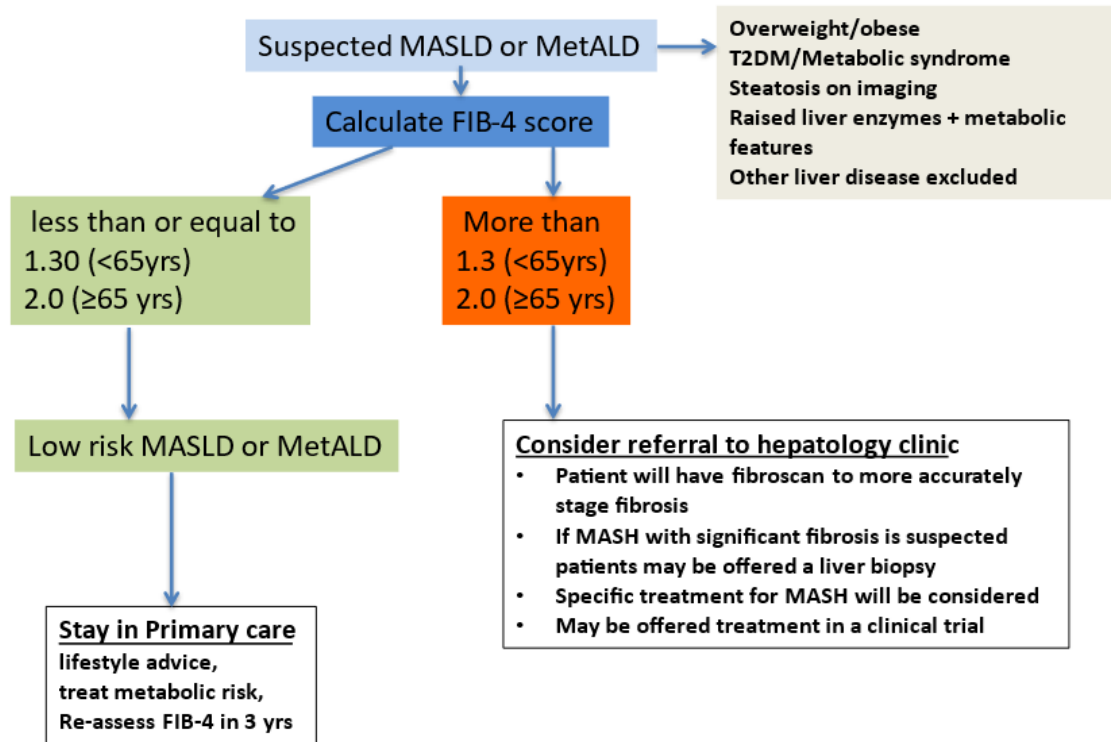 Suspected MASLD or MetALD
Overweight/obese
T2DM/Metabolic syndrome
Steatosis on imaging
Raised liver enzymes + metabolic
features
Other liver disease excluded
Calculate FIB-4 score
less than or equal to
1.30 (<65yrs)
2.0 (≥65 yrs)
More than
1.3 (<65yrs)
2.0 (≥65 yrs)
Low risk MASLD or MetALD
Consider referral to hepatology clinic
• Patient will have fibroscan to more accurately
stage fibrosis
• If MASH with significant fibrosis is suspected
patients may be offered a liver biopsy
• Specific treatment for MASH will be considered
• May be offered treatment in a clinical trial
Stay in Primary care
lifestyle advice,
treat metabolic risk,
Re-assess FIB-4 in 3 yrs